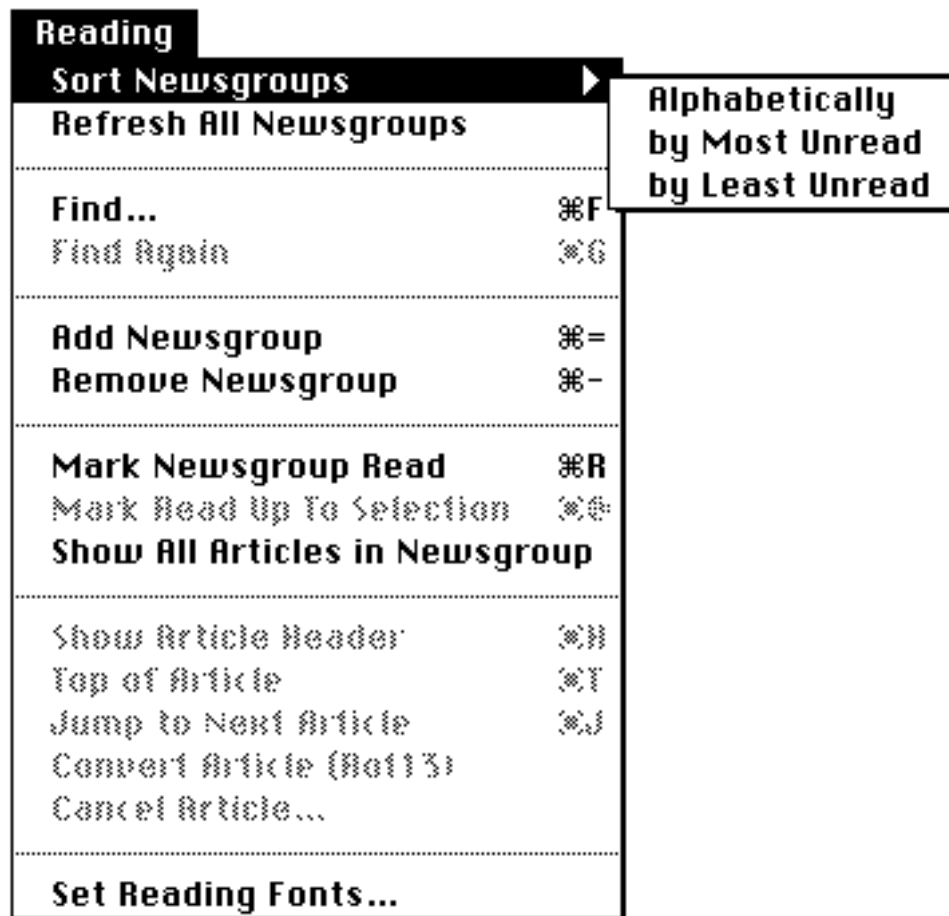 Reading
Sort Newsgroups ▶
Alphabetically
by Most Unread
by Least Unread
Refresh All Newsgroups
Find... ⌘F
Find Again ⌘G
Add Newsgroup ⌘=
Remove Newsgroup ⌘-
Mark Newsgroup Read ⌘R
Mark Read Up To Selection ⌘@
Show All Articles in Newsgroup
Show Article Header ⌘H
Top of Article ⌘T
Jump to Next Article ⌘J
Convert Article (Rot13)
Cancel Article...
Set Reading Fonts...